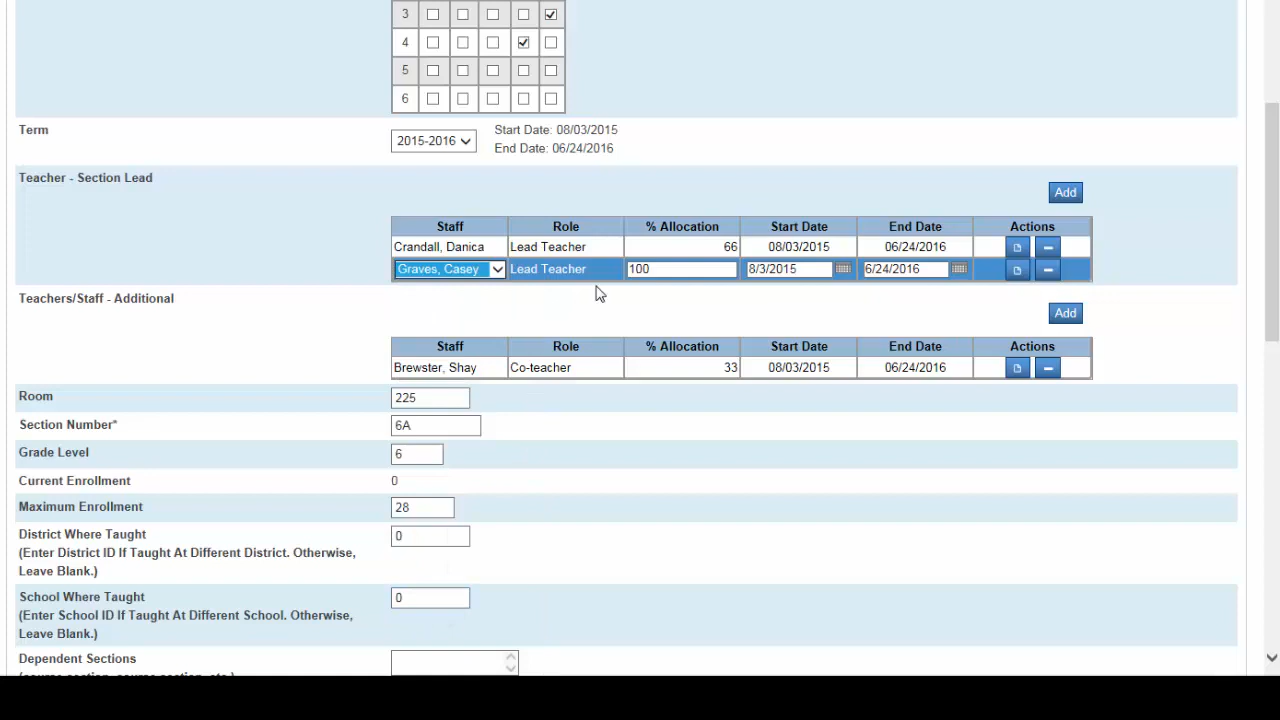 3
4
5
6
Term
2015-2016
Start Date: 08/03/2015
End Date: 06/24/2016
Teacher - Section Lead
Add
Staff Role % Allocation Start Date End Date Actions
Crandall, Danica Lead Teacher 66 08/03/2015 06/24/2016
Graves, Casey Lead Teacher 100 8/3/2015 6/24/2016
Teachers/Staff - Additional
Add
Staff Role % Allocation Start Date End Date Actions
Brewster, Shay Co-teacher 33 08/03/2015 06/24/2016
Room 225
Section Number* 6A
Grade Level 6
Current Enrollment 0
Maximum Enrollment 28
District Where Taught 0
(Enter District ID If Taught At Different District. Otherwise,
Leave Blank.)
School Where Taught 0
(Enter School ID If Taught At Different School. Otherwise,
Leave Blank.)
Dependent Sections